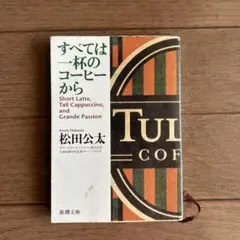 すべては
一杯の
コーヒー
から
Short Latte,
Tall Cappuccino,
and
Grande Passion
松田公太
新潮文庫
TUL
COF